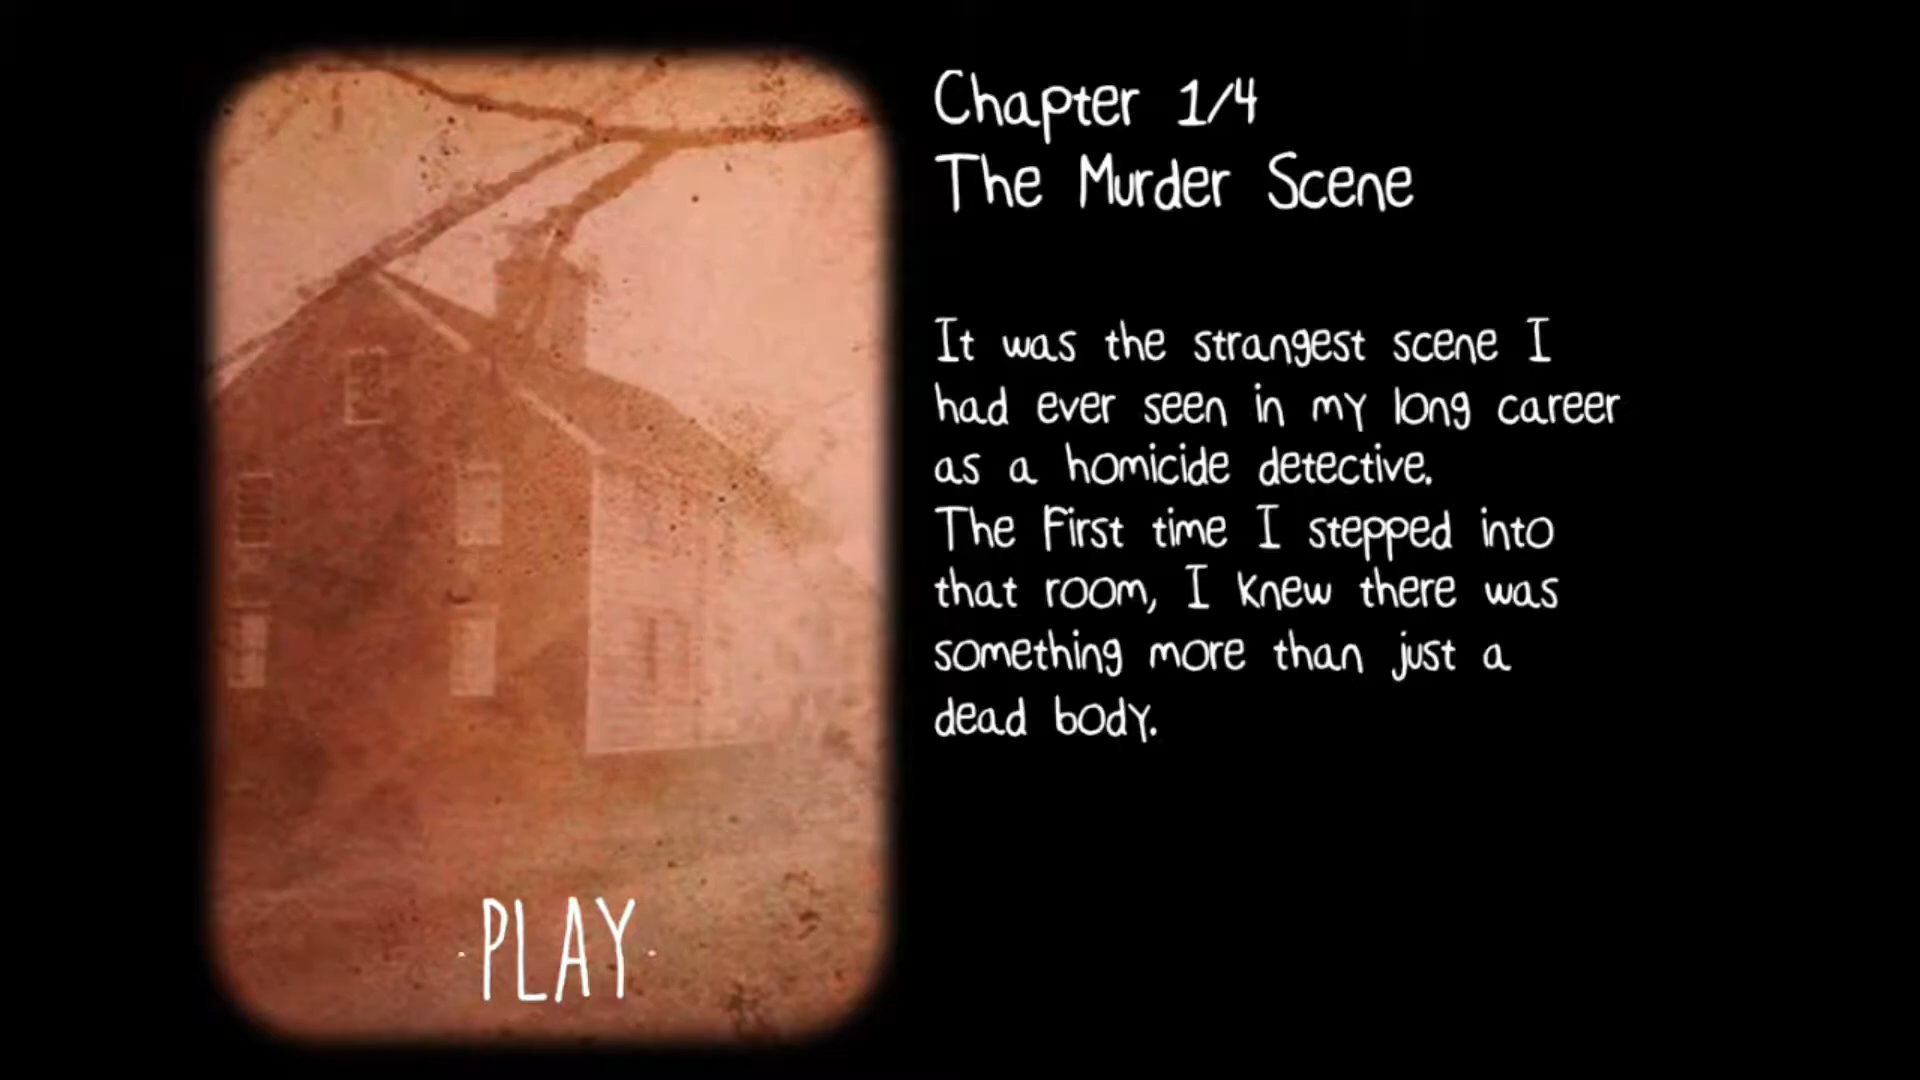 Chapter 1/4
The Murder Scene
It was the strangest scene I
had ever seen in my long career
as a homicide detective.
The First time I stepped into
that room, I knew there was
something more than just a
dead body.
·PLAY·